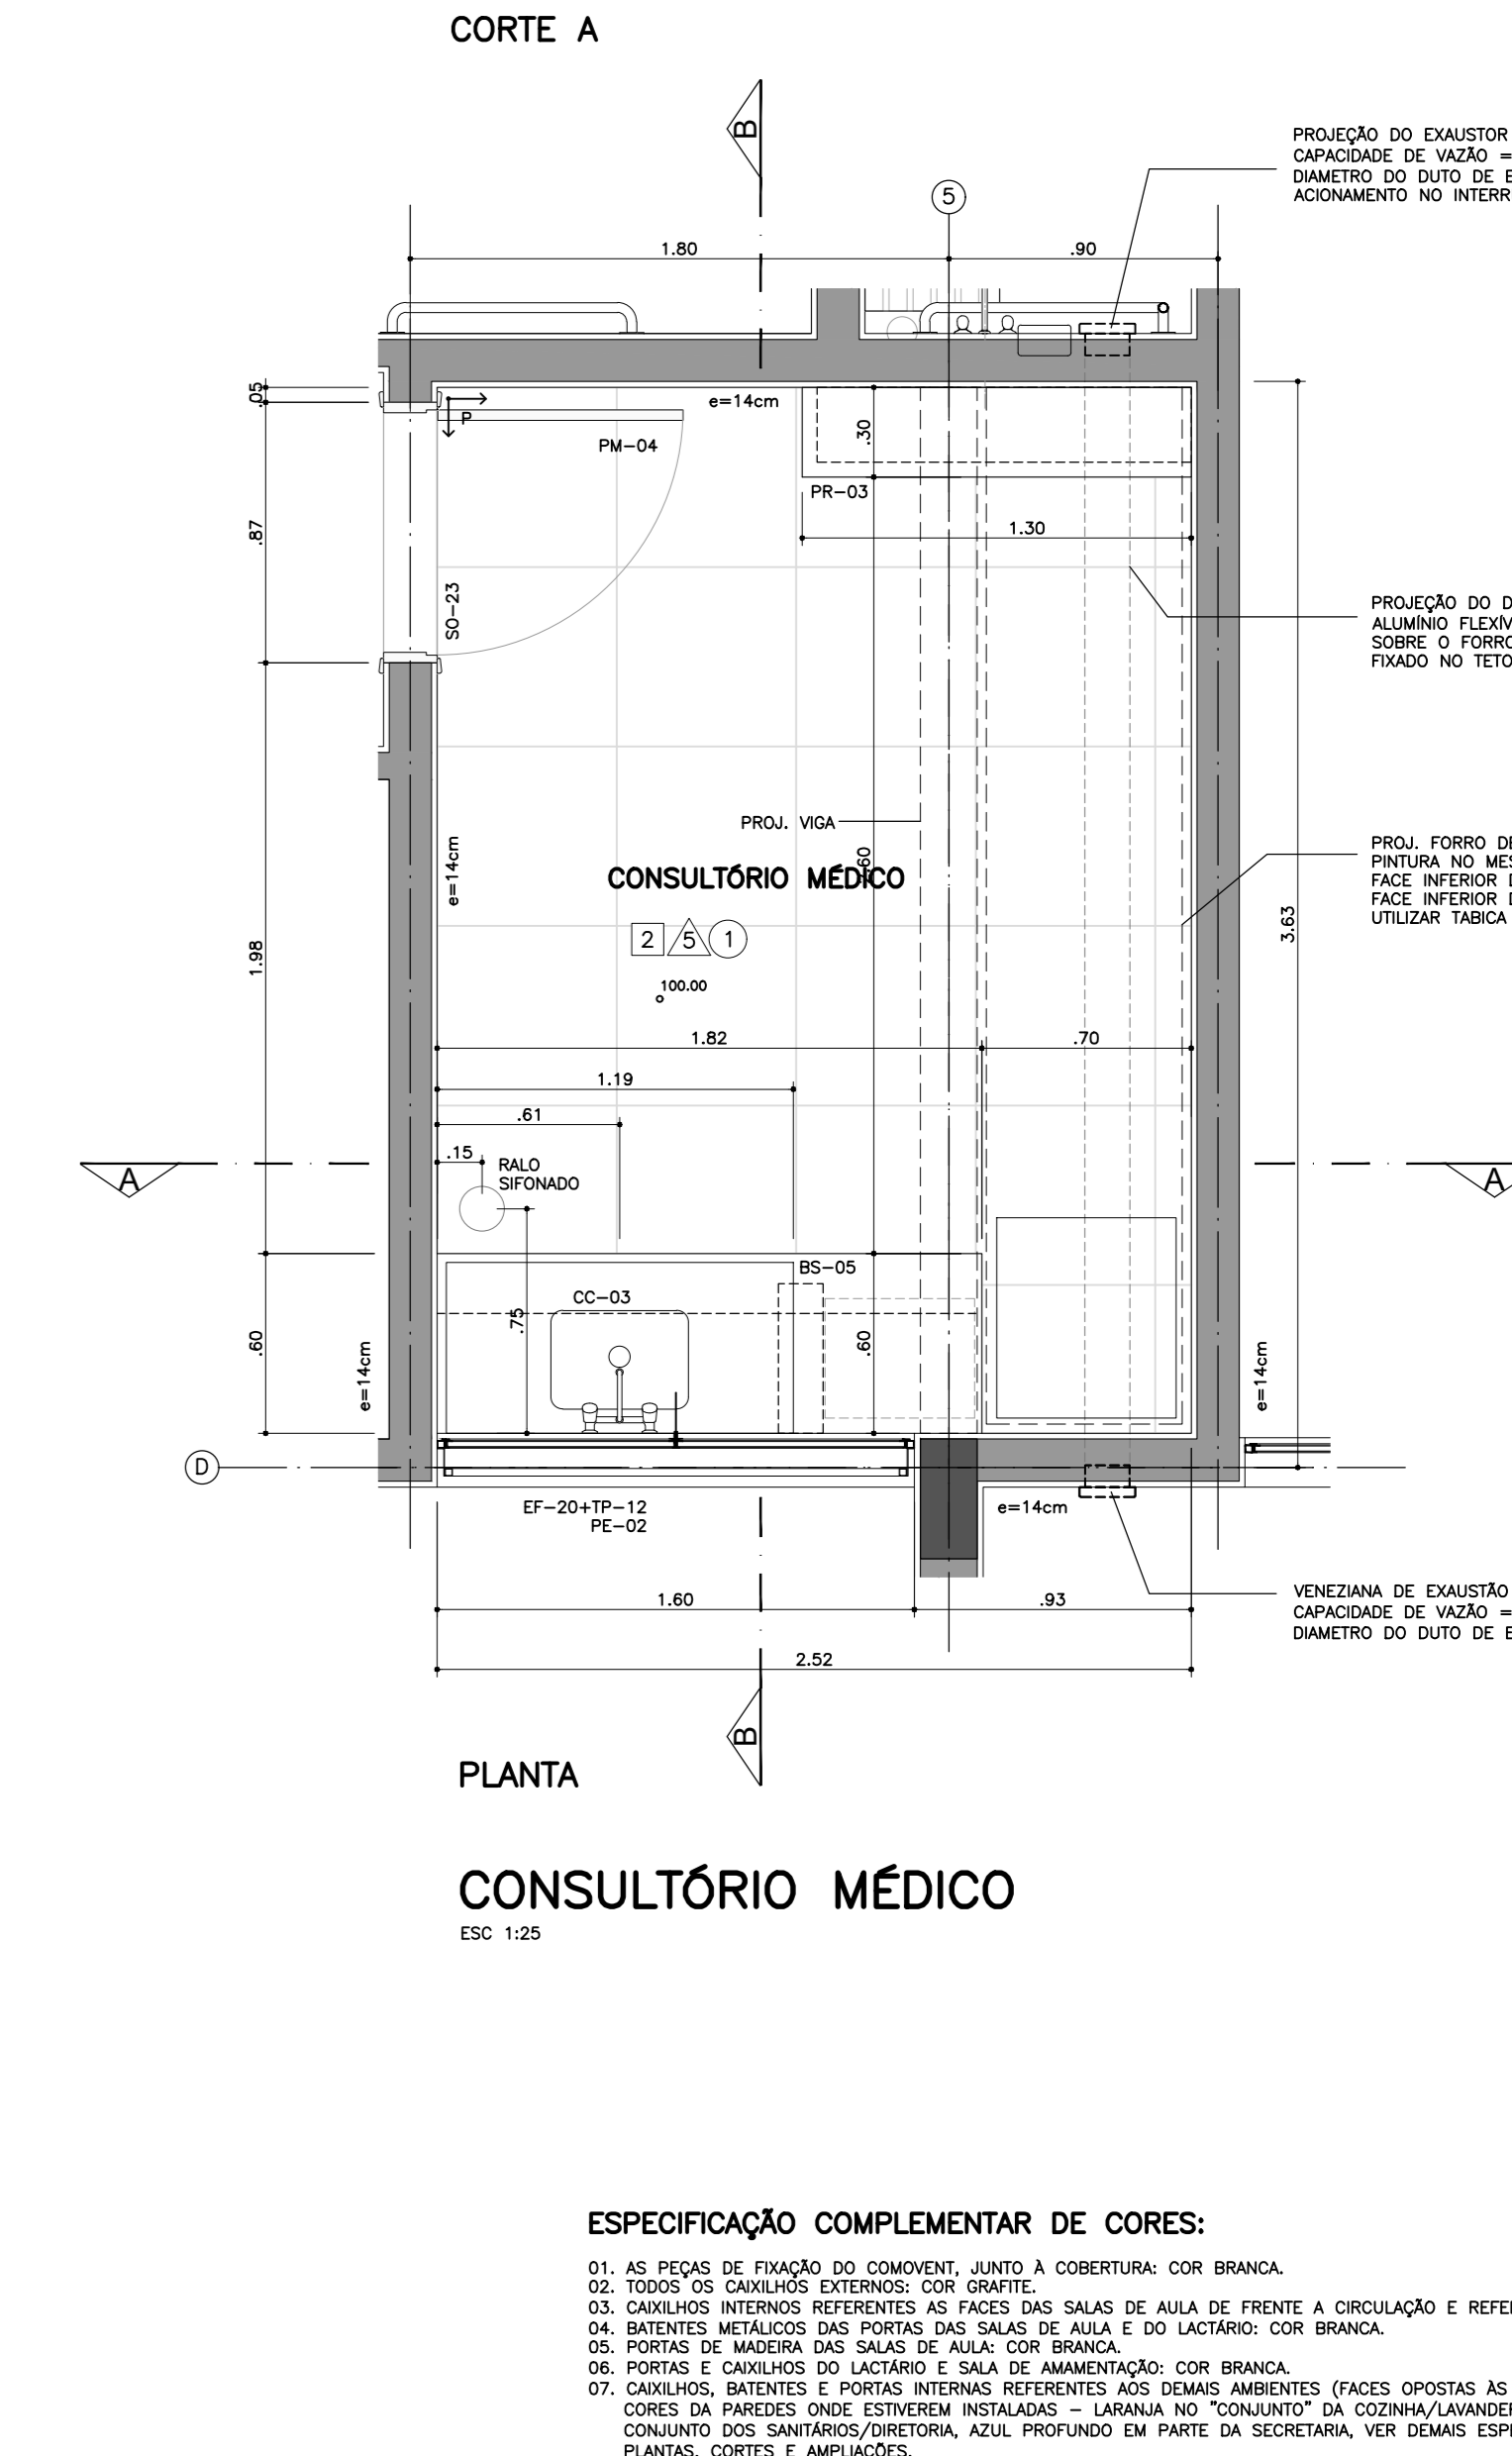 CORTE A
B
PROJEÇÃO DO EXAUSTOR
CAPACIDADE DE VAZÃO =
DIAMETRO DO DUTO DE
ACIONAMENTO NO INTERR
5
1.80
.90
.05
e=14cm
P
PM-04
.30
PR-03
1.30
.87
SO-23
PROJEÇÃO DO
ALUMÍNIO FLEXÍV
SOBRE O FORRO
FIXADO NO TETO
PROJ. VIGA
PROJ. FORRO DE
PINTURA NO MES
FACE INFERIOR
FACE INFERIOR
UTILIZAR TABICA
e=14cm
CONSULTÓRIO MÉDICO
.60
3.63
2 5 1
100.00
1.98
1.82
.70
1.19
.61
.15
RALO
SIFONADO
A
A
BS-05
CC-03
.75
.60
.60
e=14cm
e=14cm
D
EF-20+TP-12
PE-02
e=14cm
VENEZIANA DE EXAUSTÃO
CAPACIDADE DE VAZÃO =
DIAMETRO DO DUTO DE
1.60
.93
2.52
B
PLANTA
CONSULTÓRIO MÉDICO
ESC 1:25
ESPECIFICAÇÃO COMPLEMENTAR DE CORES:
01. AS PEÇAS DE FIXAÇÃO DO COMOVENT, JUNTO À COBERTURA: COR BRANCA.
02. TODOS OS CAIXILHOS EXTERNOS: COR GRAFITE.
03. CAIXILHOS INTERNOS REFERENTES AS FACES DAS SALAS DE AULA DE FRENTE A CIRCULAÇÃO E REFE
04. BATENTES METÁLICOS DAS PORTAS DAS SALAS DE AULA E DO LACTÁRIO: COR BRANCA.
05. PORTAS DE MADEIRA DAS SALAS DE AULA: COR BRANCA.
06. PORTAS E CAIXILHOS DO LACTÁRIO E SALA DE AMAMENTAÇÃO: COR BRANCA.
07. CAIXILHOS, BATENTES E PORTAS INTERNAS REFERENTES AOS DEMAIS AMBIENTES (FACES OPOSTAS ÀS
CORES DA PAREDES ONDE ESTIVEREM INSTALADAS – LARANJA NO "CONJUNTO" DA COZINHA/LAVANDE
CONJUNTO DOS SANITÁRIOS/DIRETORIA, AZUL PROFUNDO EM PARTE DA SECRETARIA, VER DEMAIS ESPE
PLANTAS, CORTES E AMPLIAÇÕES.